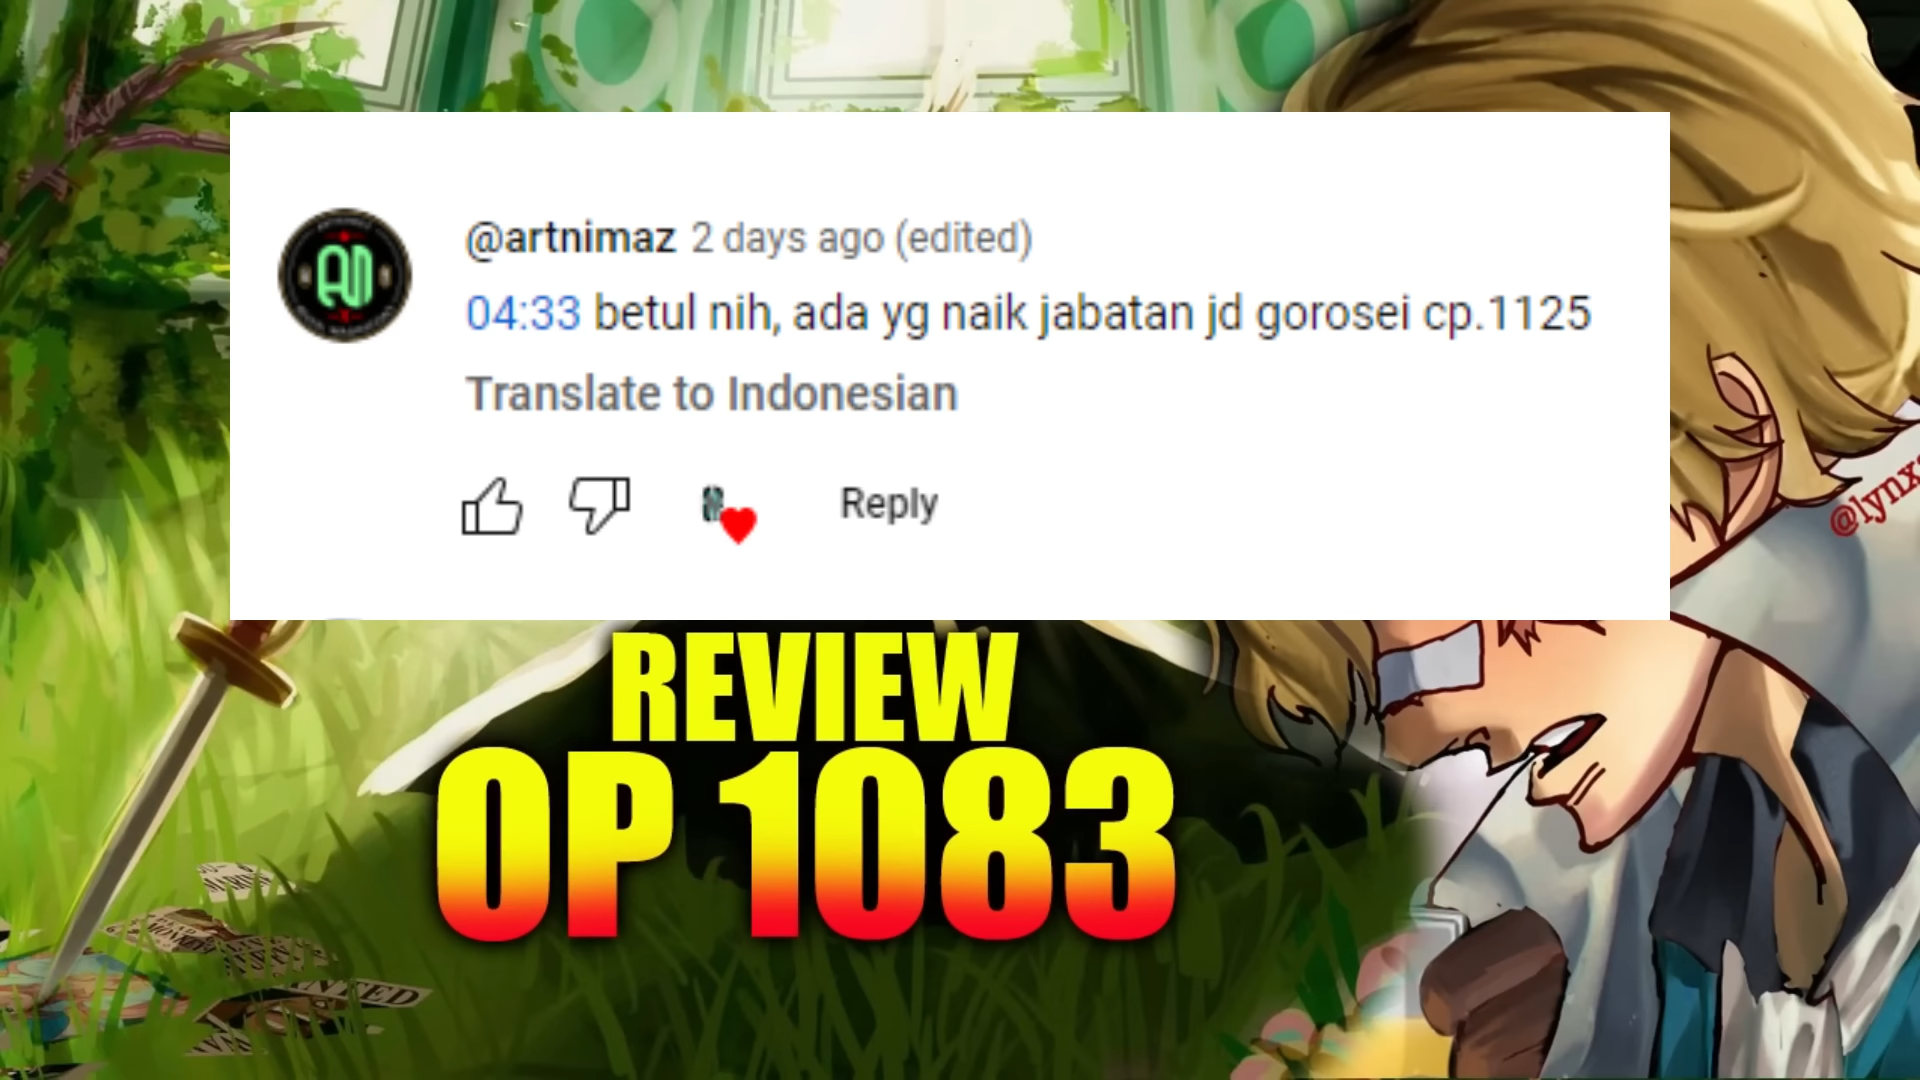 @artnimaz 2 days ago (edited)
04:33 betul nih, ada yg naik jabatan jd gorosei cp.1125
Translate to Indonesian
Reply
@lynx
REVIEW
OP 1083